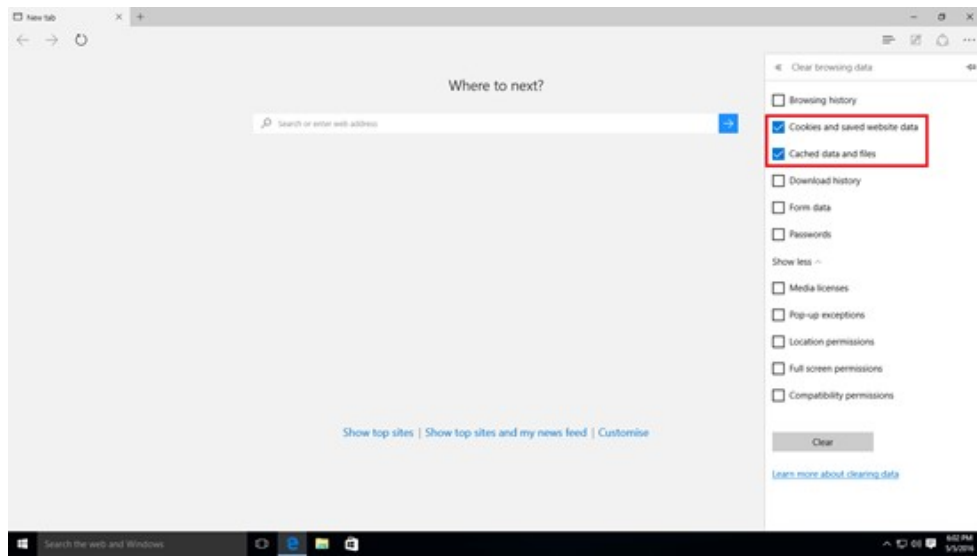 New tab
Clear browsing data
Where to next?
Search or enter web address
Browsing history
Cookies and saved website data
Cached data and files
Download history
Form data
Passwords
Show less
Media licenses
Pop-up exceptions
Location permissions
Full screen permissions
Compatibility permissions
Show top sites | Show top sites and my news feed | Customise
Clear
Learn more about clearing data
Search the web and Windows
6:02 PM